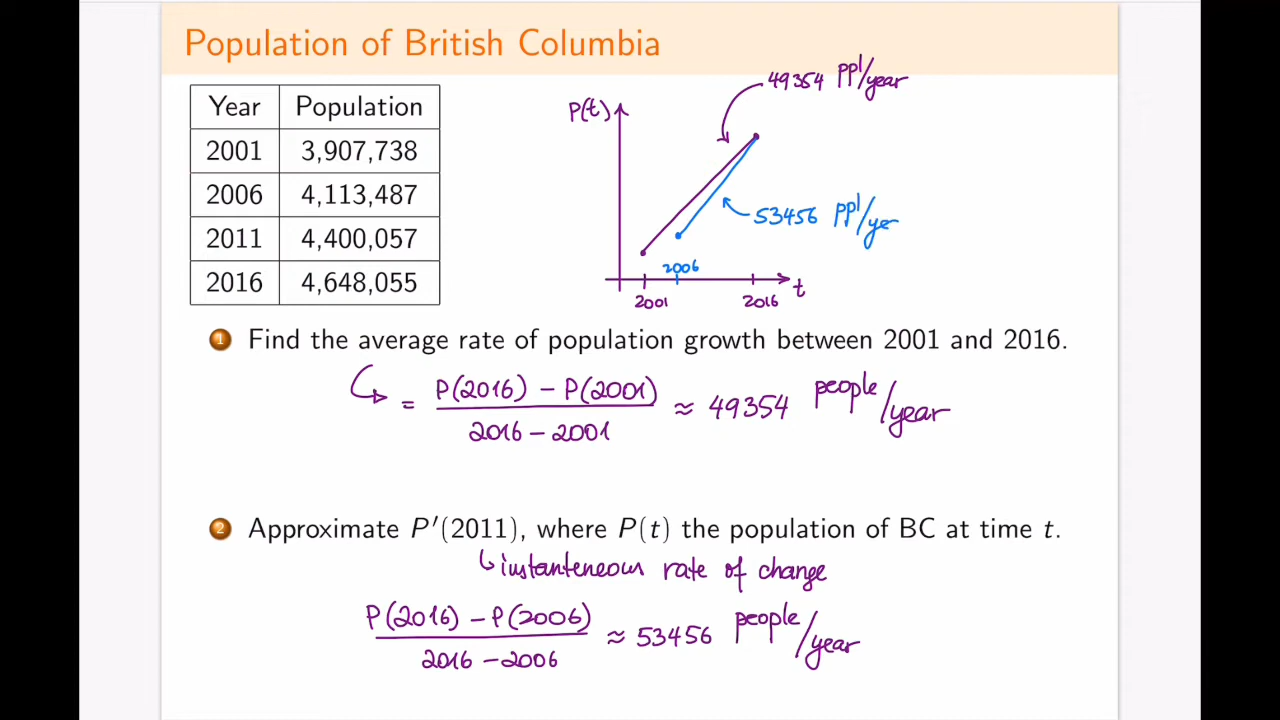 Population of British Columbia
Year Population
2001 3,907,738
2006 4,113,487
2011 4,400,057
2016 4,648,055
P(t)
49354 ppl/year
53456 ppl/ye
2006
t
2001 2016
1 Find the average rate of population growth between 2001 and 2016.
= P(2016) – P(2001) / 2016 – 2001 ≈ 49354 people/year
2 Approximate P′(2011), where P(t) the population of BC at time t.
instanteneous rate of change
P(2016) – P(2006) / 2016 – 2006 ≈ 53456 people/year